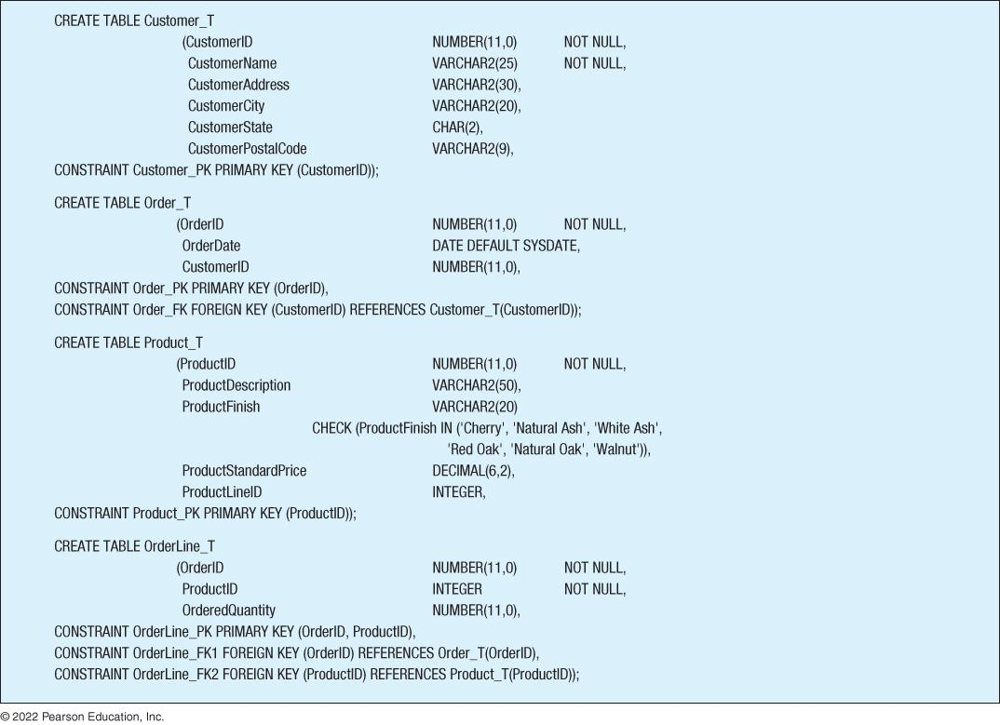 CREATE TABLE Customer_T
(CustomerID NUMBER(11,0) NOT NULL,
CustomerName VARCHAR2(25) NOT NULL,
CustomerAddress VARCHAR2(30),
CustomerCity VARCHAR2(20),
CustomerState CHAR(2),
CustomerPostalCode VARCHAR2(9),
CONSTRAINT Customer_PK PRIMARY KEY (CustomerID));
CREATE TABLE Order_T
(OrderID NUMBER(11,0) NOT NULL,
OrderDate DATE DEFAULT SYSDATE,
CustomerID NUMBER(11,0),
CONSTRAINT Order_PK PRIMARY KEY (OrderID),
CONSTRAINT Order_FK FOREIGN KEY (CustomerID) REFERENCES Customer_T(CustomerID));
CREATE TABLE Product_T
(ProductID NUMBER(11,0) NOT NULL,
ProductDescription VARCHAR2(50),
ProductFinish VARCHAR2(20)
CHECK (ProductFinish IN ('Cherry', 'Natural Ash', 'White Ash',
'Red Oak', 'Natural Oak', 'Walnut')),
ProductStandardPrice DECIMAL(6,2),
ProductLineID INTEGER,
CONSTRAINT Product_PK PRIMARY KEY (ProductID));
CREATE TABLE OrderLine_T
(OrderID NUMBER(11,0) NOT NULL,
ProductID INTEGER NOT NULL,
OrderedQuantity NUMBER(11,0),
CONSTRAINT OrderLine_PK PRIMARY KEY (OrderID, ProductID),
CONSTRAINT OrderLine_FK1 FOREIGN KEY (OrderID) REFERENCES Order_T(OrderID),
CONSTRAINT OrderLine_FK2 FOREIGN KEY (ProductID) REFERENCES Product_T(ProductID));
© 2022 Pearson Education, Inc.